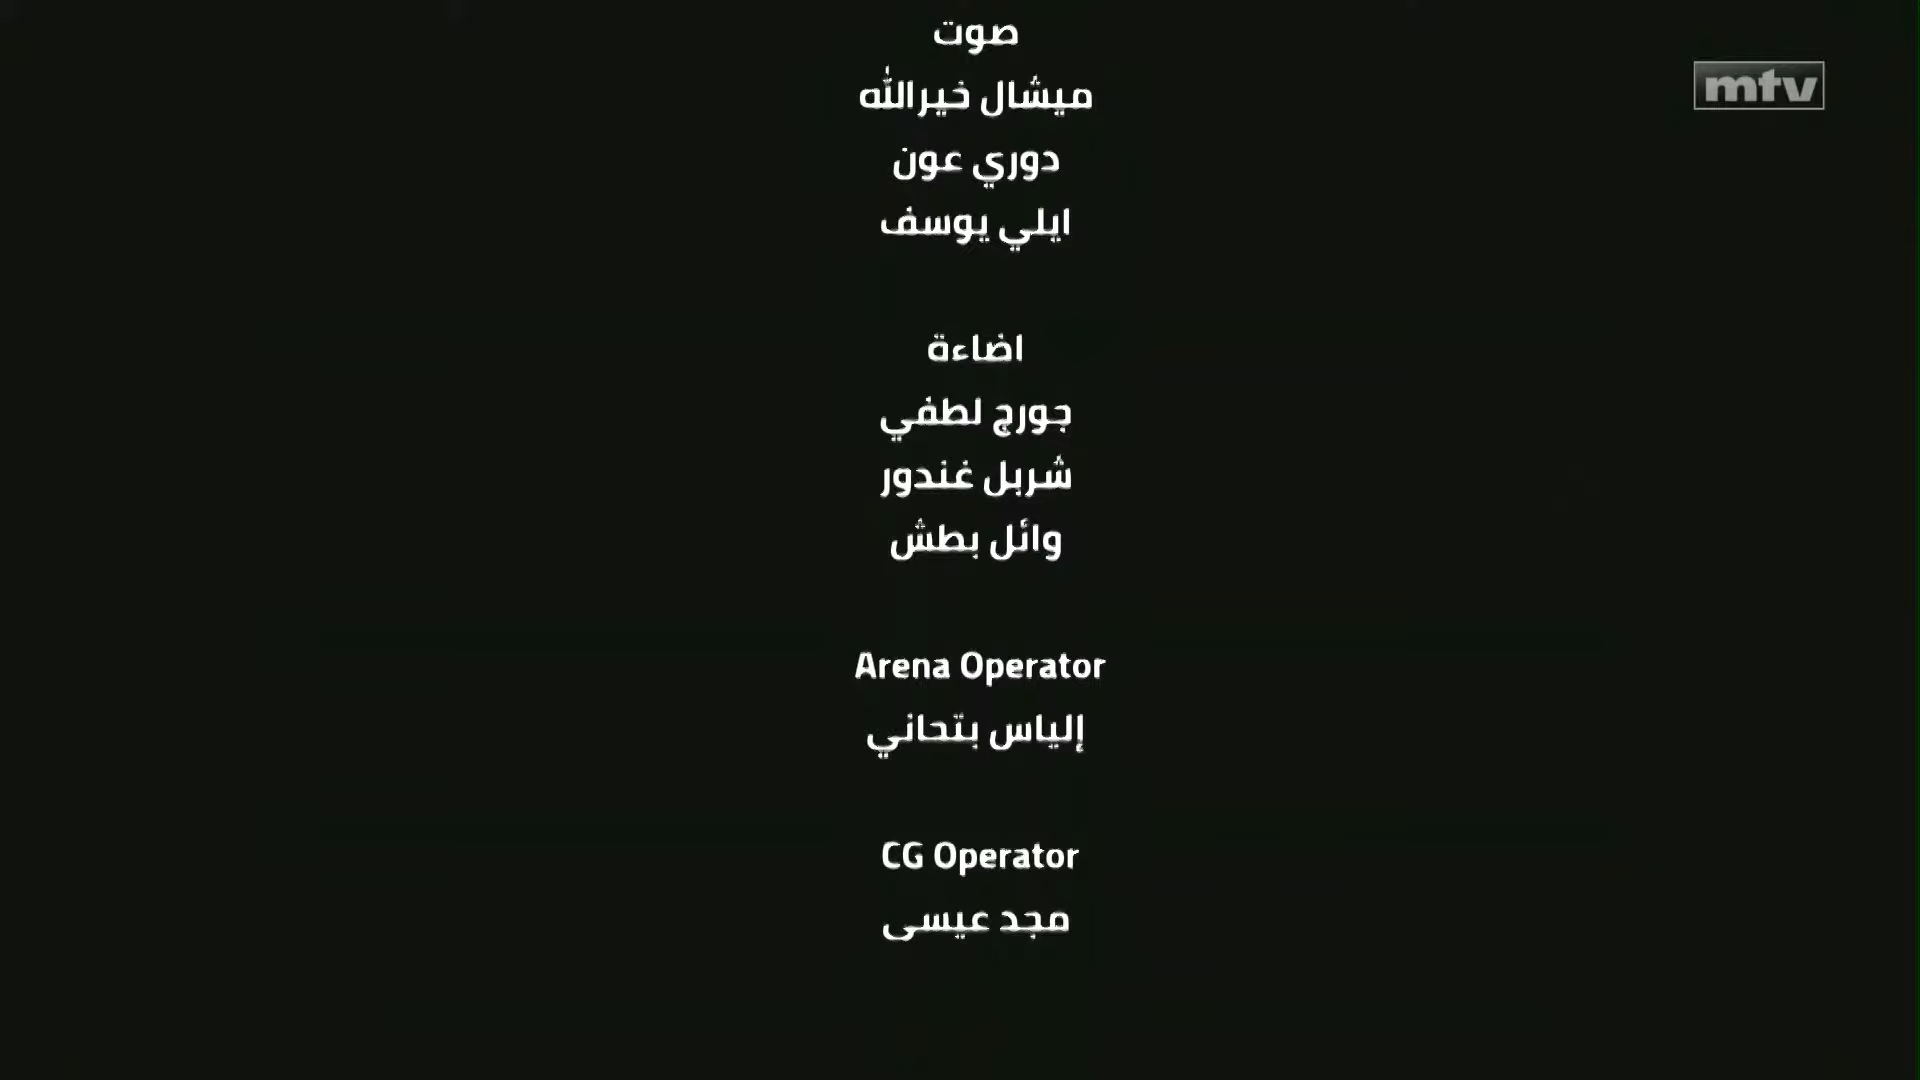 صوت
mtv
ميشال خيرالله
دوري عون
ايلي يوسف
اضاءة
جورج لطفي
شربل غندور
وائل بطش
Arena Operator
إلياس بتحاني
CG Operator
مجد عيسى